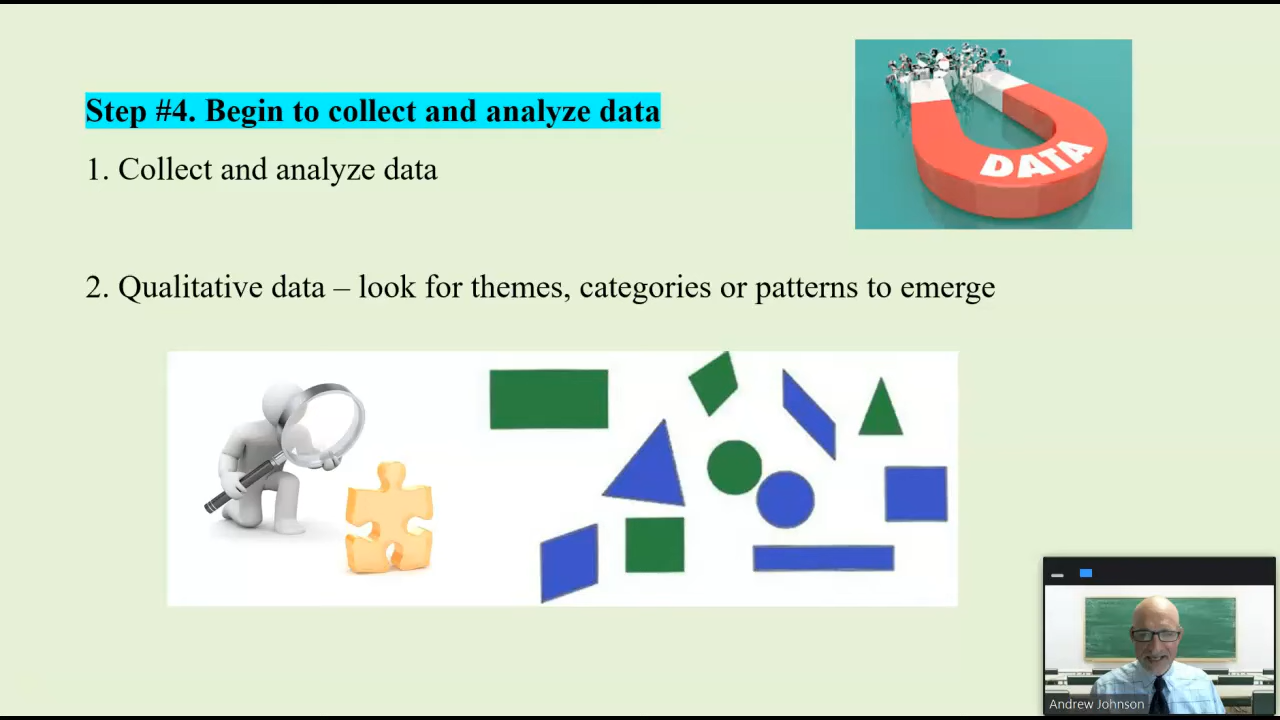 Step #4. Begin to collect and analyze data
DATA
1. Collect and analyze data
2. Qualitative data – look for themes, categories or patterns to emerge
Andrew Johnson